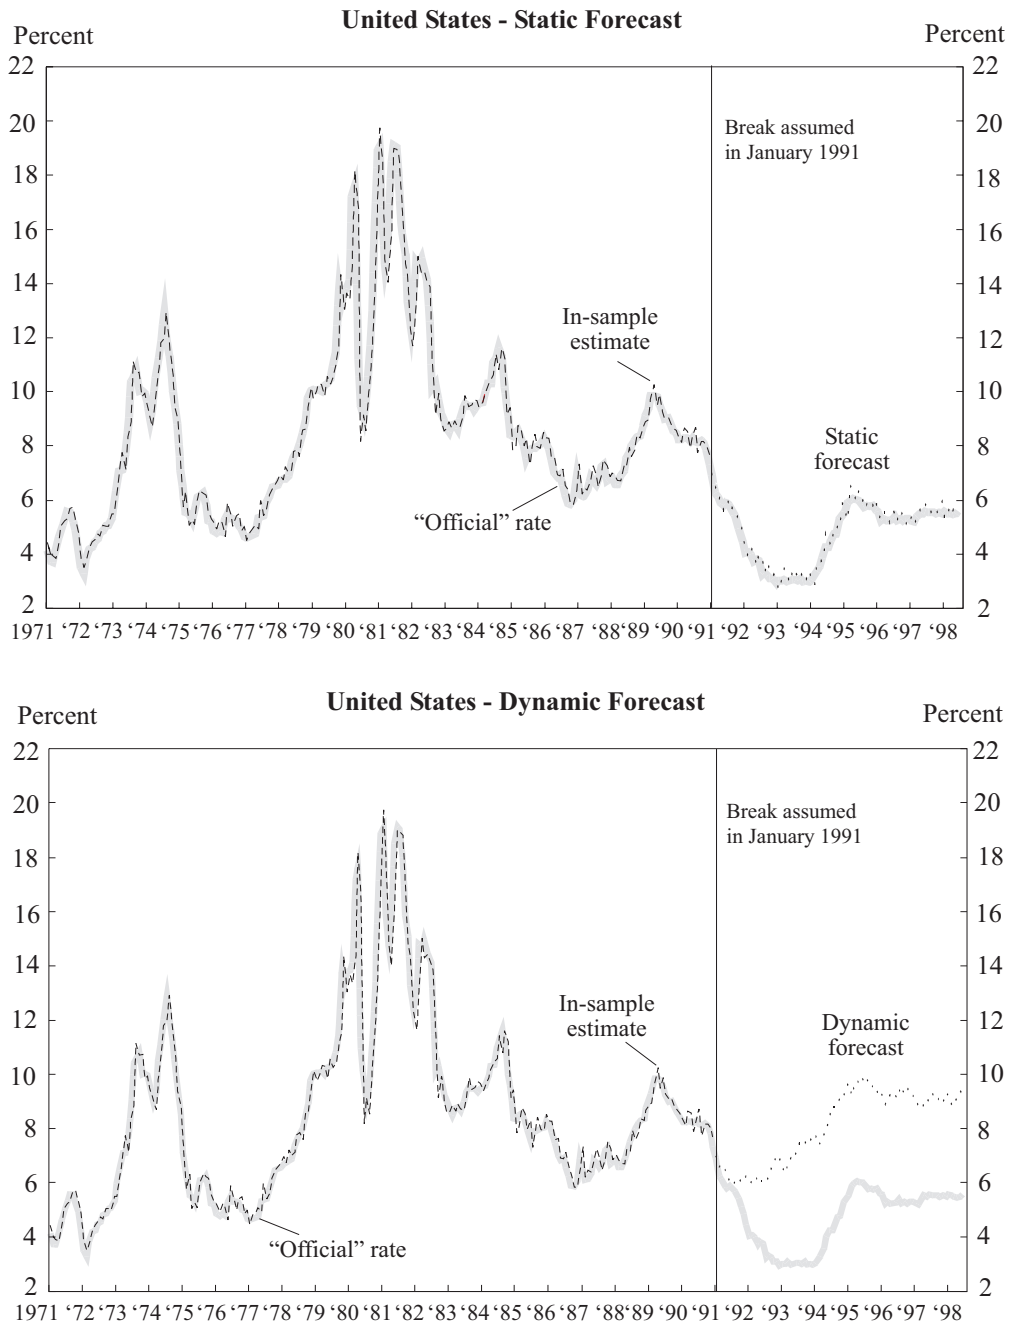 United States - Static Forecast
Percent
Percent
22
22
20
20
18
18
16
16
14
14
12
12
10
10
8
8
6
6
4
4
2
2
Break assumed
in January 1991
In-sample
estimate
Static
forecast
“Official” rate
1971 ‘72 ‘73 ‘74 ‘75 ‘76 ‘77 ‘78 ‘79 ‘80 ‘81 ‘82 ‘83 ‘84 ‘85 ‘86 ‘87 ‘88 ‘89 ‘90 ‘91 ‘92 ‘93 ‘94 ‘95 ‘96 ‘97 ‘98
United States - Dynamic Forecast
Percent
Percent
22
22
20
20
18
18
16
16
14
14
12
12
10
10
8
8
6
6
4
4
2
2
Break assumed
in January 1991
In-sample
estimate
Dynamic
forecast
“Official” rate
1971 ‘72 ‘73 ‘74 ‘75 ‘76 ‘77 ‘78 ‘79 ‘80 ‘81 ‘82 ‘83 ‘84 ‘85 ‘86 ‘87 ‘88 ‘89 ‘90 ‘91 ‘92 ‘93 ‘94 ‘95 ‘96 ‘97 ‘98